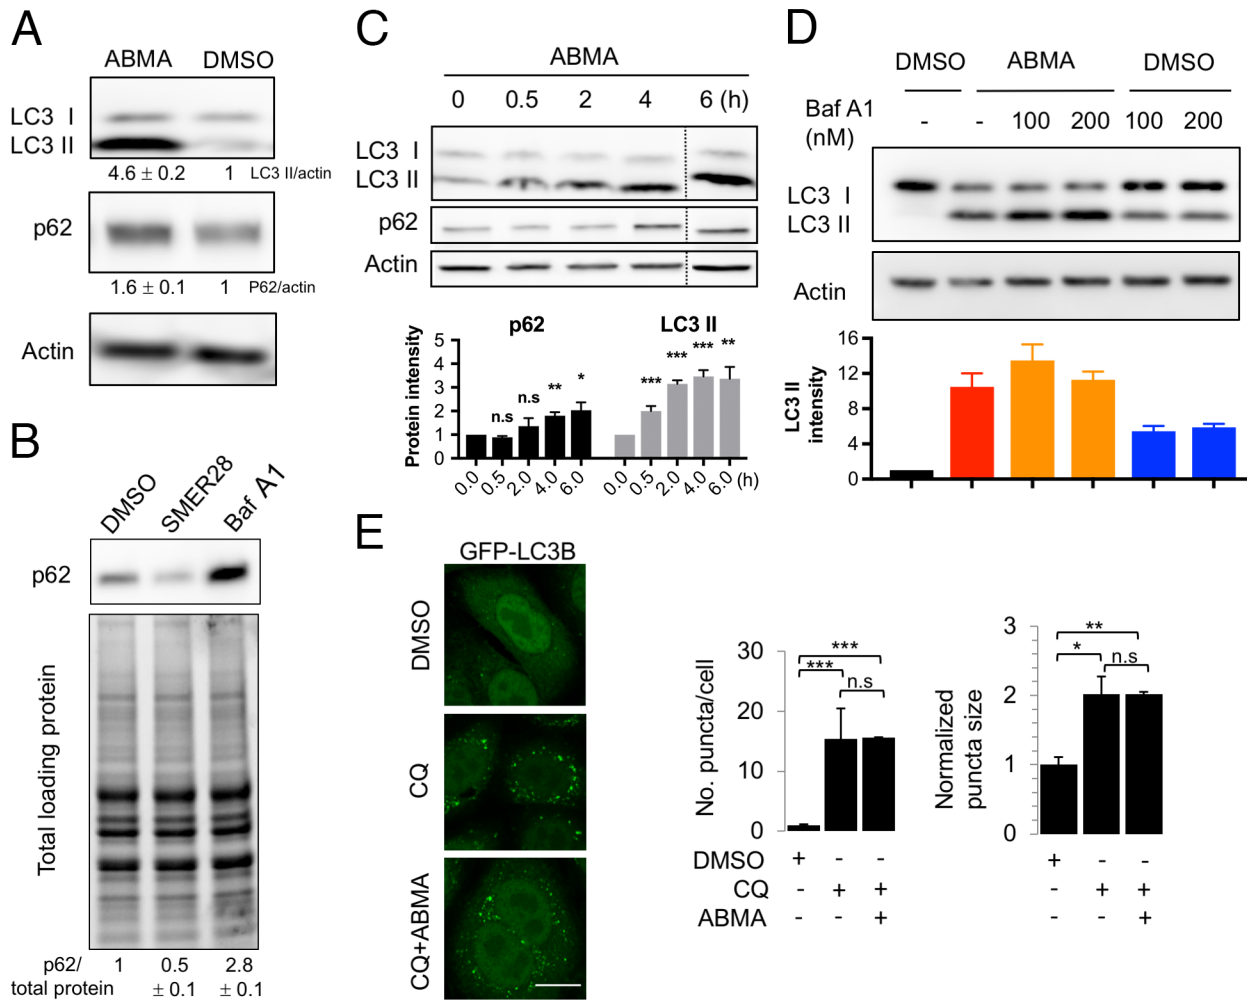 A
ABMA DMSO
LC3 I
LC3 II
4.6 ± 0.2 1 LC3 II/actin
p62
1.6 ± 0.1 1 P62/actin
Actin
B
DMSO SMER28 Baf A1
p62
Total loading protein
p62/ 1 0.5 2.8
total protein ± 0.1 ± 0.1
C
ABMA
0 0.5 2 4 6 (h)
LC3 I
LC3 II
p62
Actin
p62 LC3 II
Protein intensity
5
4
3
2
1
0
n.s n.s ** * *** *** *** **
0.0 0.5 2.0 4.0 6.0 0.0 0.5 2.0 4.0 6.0 (h)
D
DMSO ABMA DMSO
Baf A1
(nM)
- - 100 200 100 200
LC3 I
LC3 II
Actin
LC3 II
intensity
16
12
8
4
0
E
GFP-LC3B
DMSO
CQ
CQ+ABMA
No. puncta/cell
30
20
10
0
***
***
n.s
DMSO + - -
CQ - + +
ABMA - - +
Normalized
puncta size
3
2
1
0
**
*
n.s
+ - -
- + +
- - +